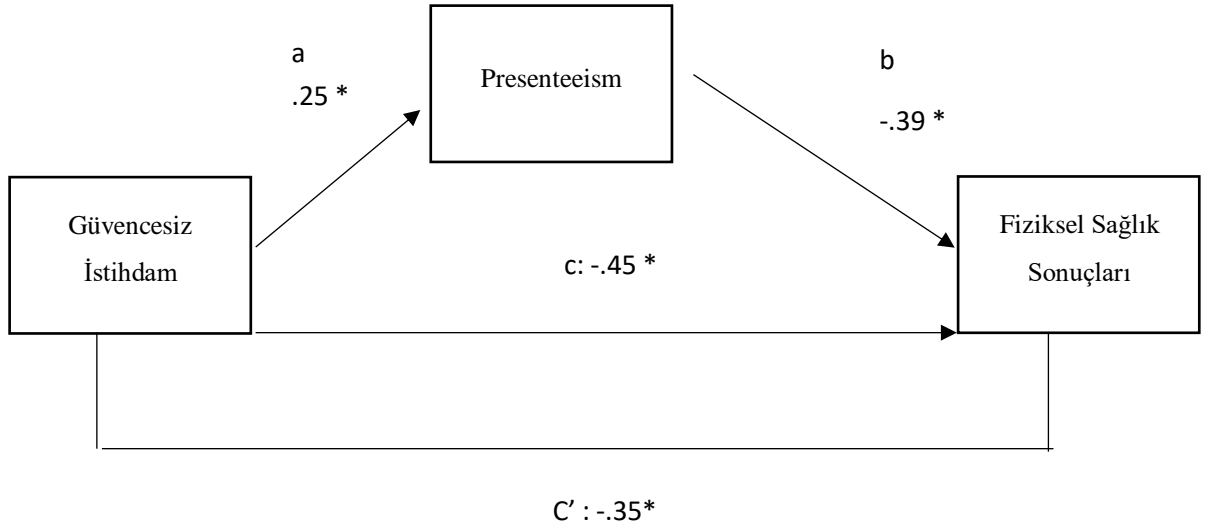 a
.25 *
Presenteeism
b
-.39 *
Güvencesiz
İstihdam
Fiziksel Sağlık
Sonuçları
c: -.45 *
C’ : -.35*